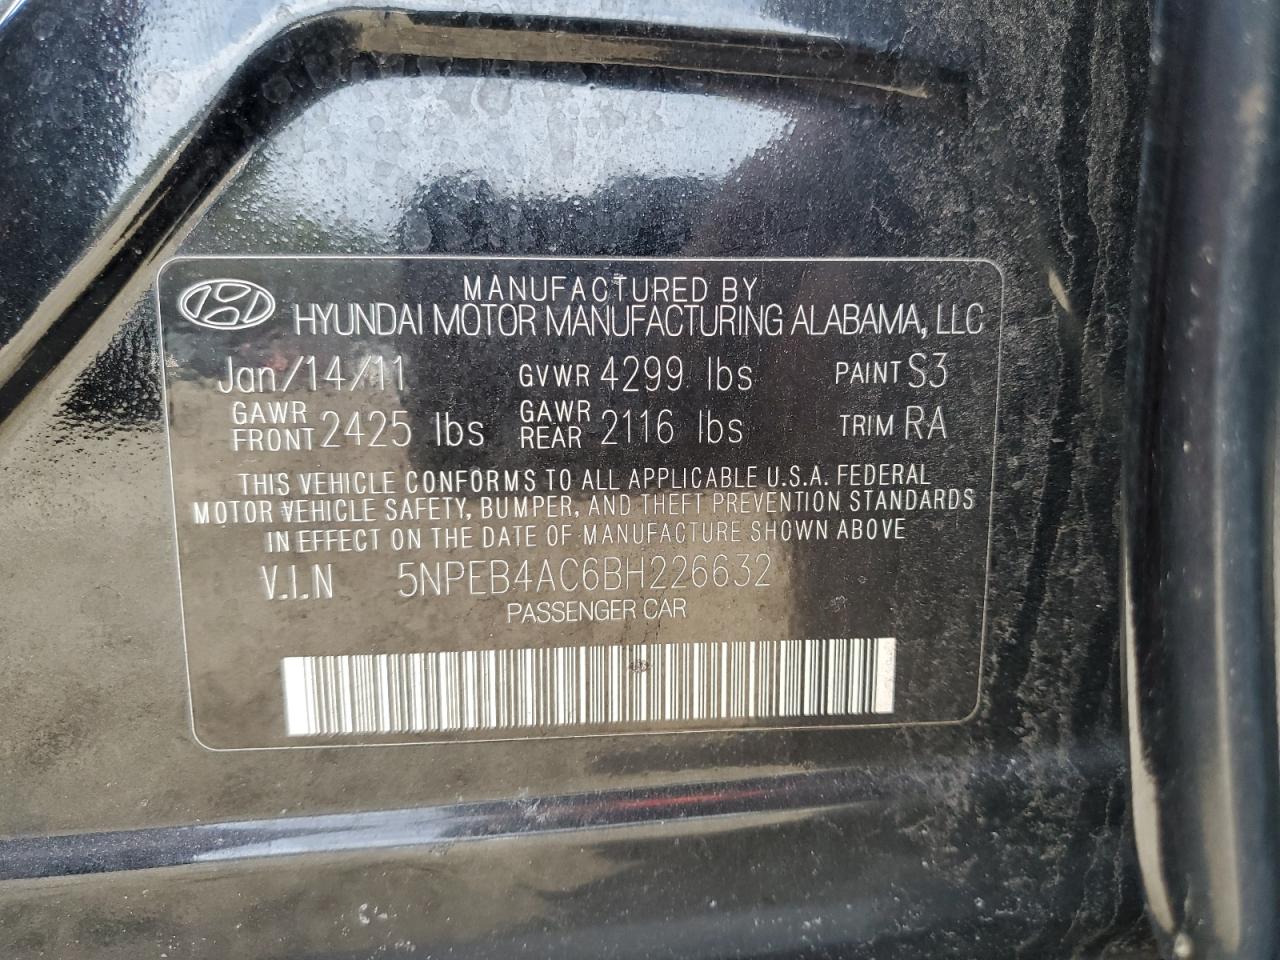 MANUFACTURED BY
HYUNDAI MOTOR MANUFACTURING ALABAMA, LLC
Jan/14/11 GVWR 4299 lbs PAINT S3
GAWR FRONT 2425 lbs GAWR REAR 2116 lbs TRIM RA
THIS VEHICLE CONFORMS TO ALL APPLICABLE U.S.A. FEDERAL
MOTOR VEHICLE SAFETY, BUMPER, AND THEFT PREVENTION STANDARDS
IN EFFECT ON THE DATE OF MANUFACTURE SHOWN ABOVE
V.I.N 5NPEB4AC6BH226632
PASSENGER CAR